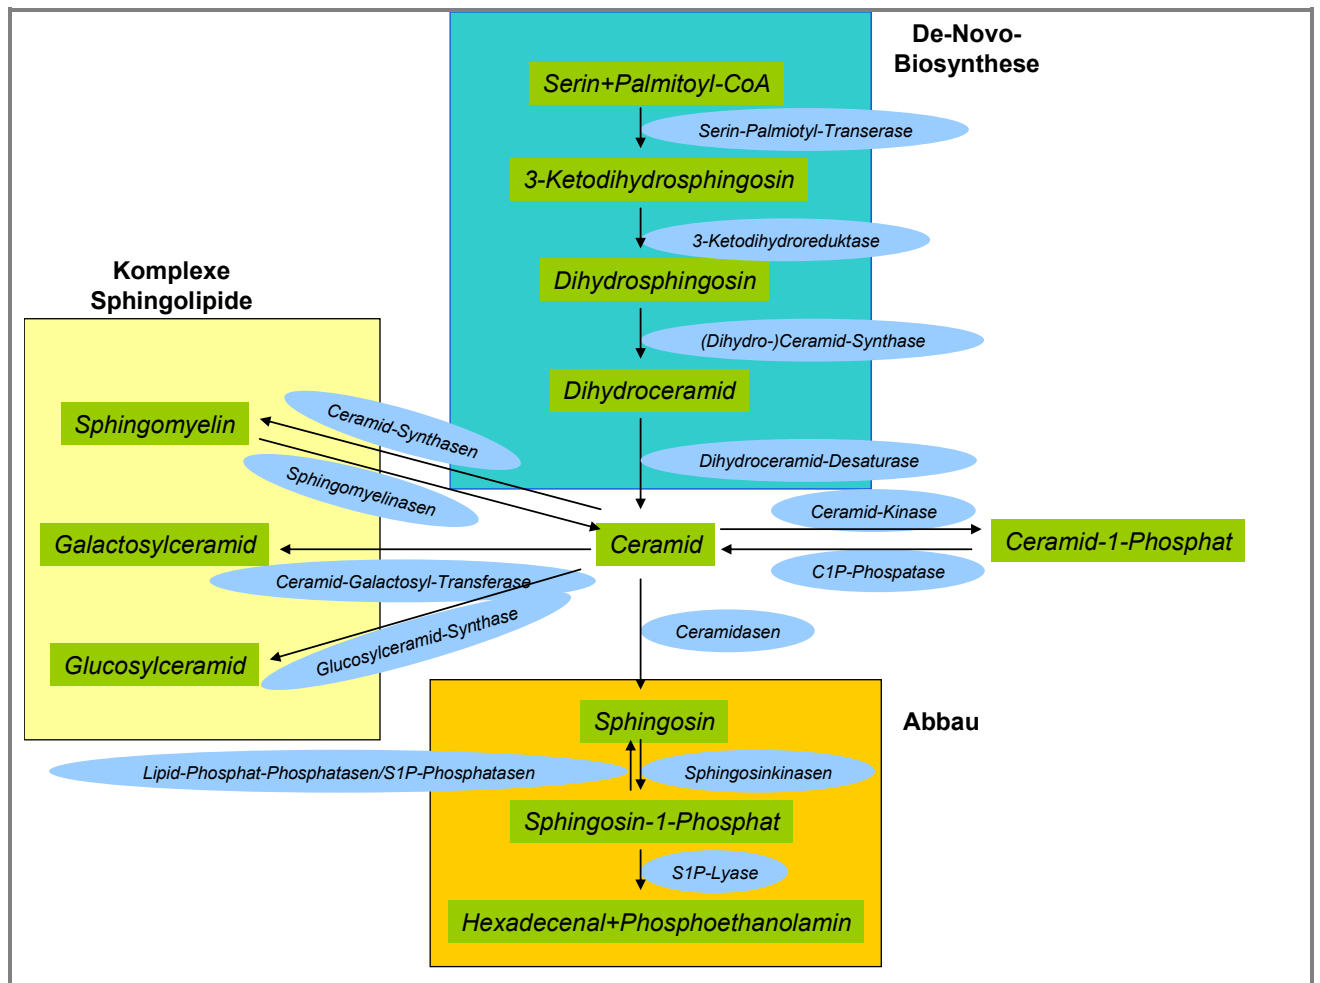 De-Novo-
Biosynthese
Serin+Palmitoyl-CoA
Serin-Palmiotyl-Transerase
3-Ketodihydrosphingosin
3-Ketodihydroreduktase
Dihydrosphingosin
(Dihydro-)Ceramid-Synthase
Dihydroceramid
Dihydroceramid-Desaturase
Komplexe
Sphingolipide
Sphingomyelin
Ceramid-Synthasen
Sphingomyelinasen
Galactosylceramid
Ceramid-Galactosyl-Transferase
Glucosylceramid
Glucosylceramid-Synthase
Ceramid
Ceramid-Kinase
Ceramid-1-Phosphat
C1P-Phospatase
Ceramidasen
Abbau
Sphingosin
Lipid-Phosphat-Phosphatasen/S1P-Phosphatasen
Sphingosinkinasen
Sphingosin-1-Phosphat
S1P-Lyase
Hexadecenal+Phosphoethanolamin